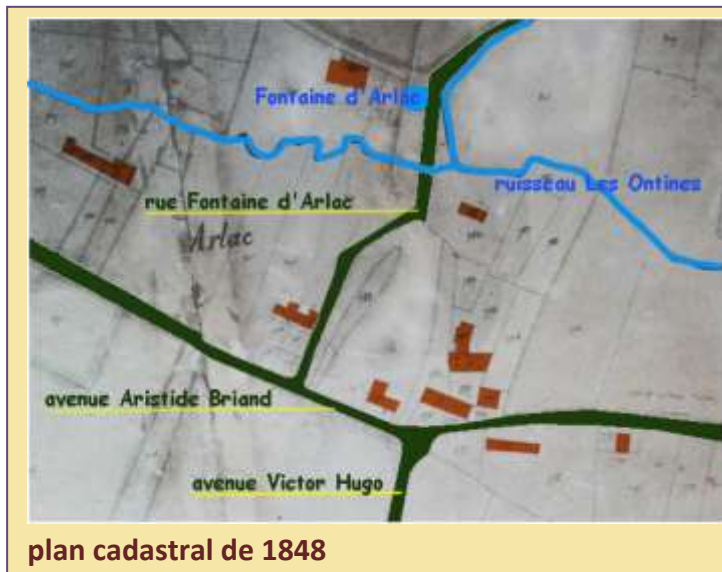 Fontaine d'Arlac
ruisseau Les Ontines
rue Fontaine d'Arlac
Arlac
avenue Aristide Briand
avenue Victor Hugo
plan cadastral de 1848